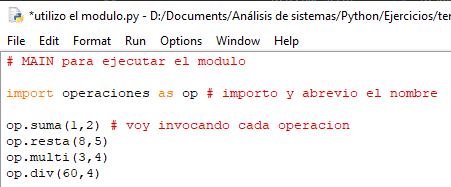 *utilizo el modulo.py - D:/Documents/Análisis de sistemas/Python/Ejercicios/ter
File Edit Format Run Options Window Help
# MAIN para ejecutar el modulo
import operaciones as op # importo y abrevio el nombre
op.suma(1,2) # voy invocando cada operacion
op.resta(8,5)
op.multi(3,4)
op.div(60,4)